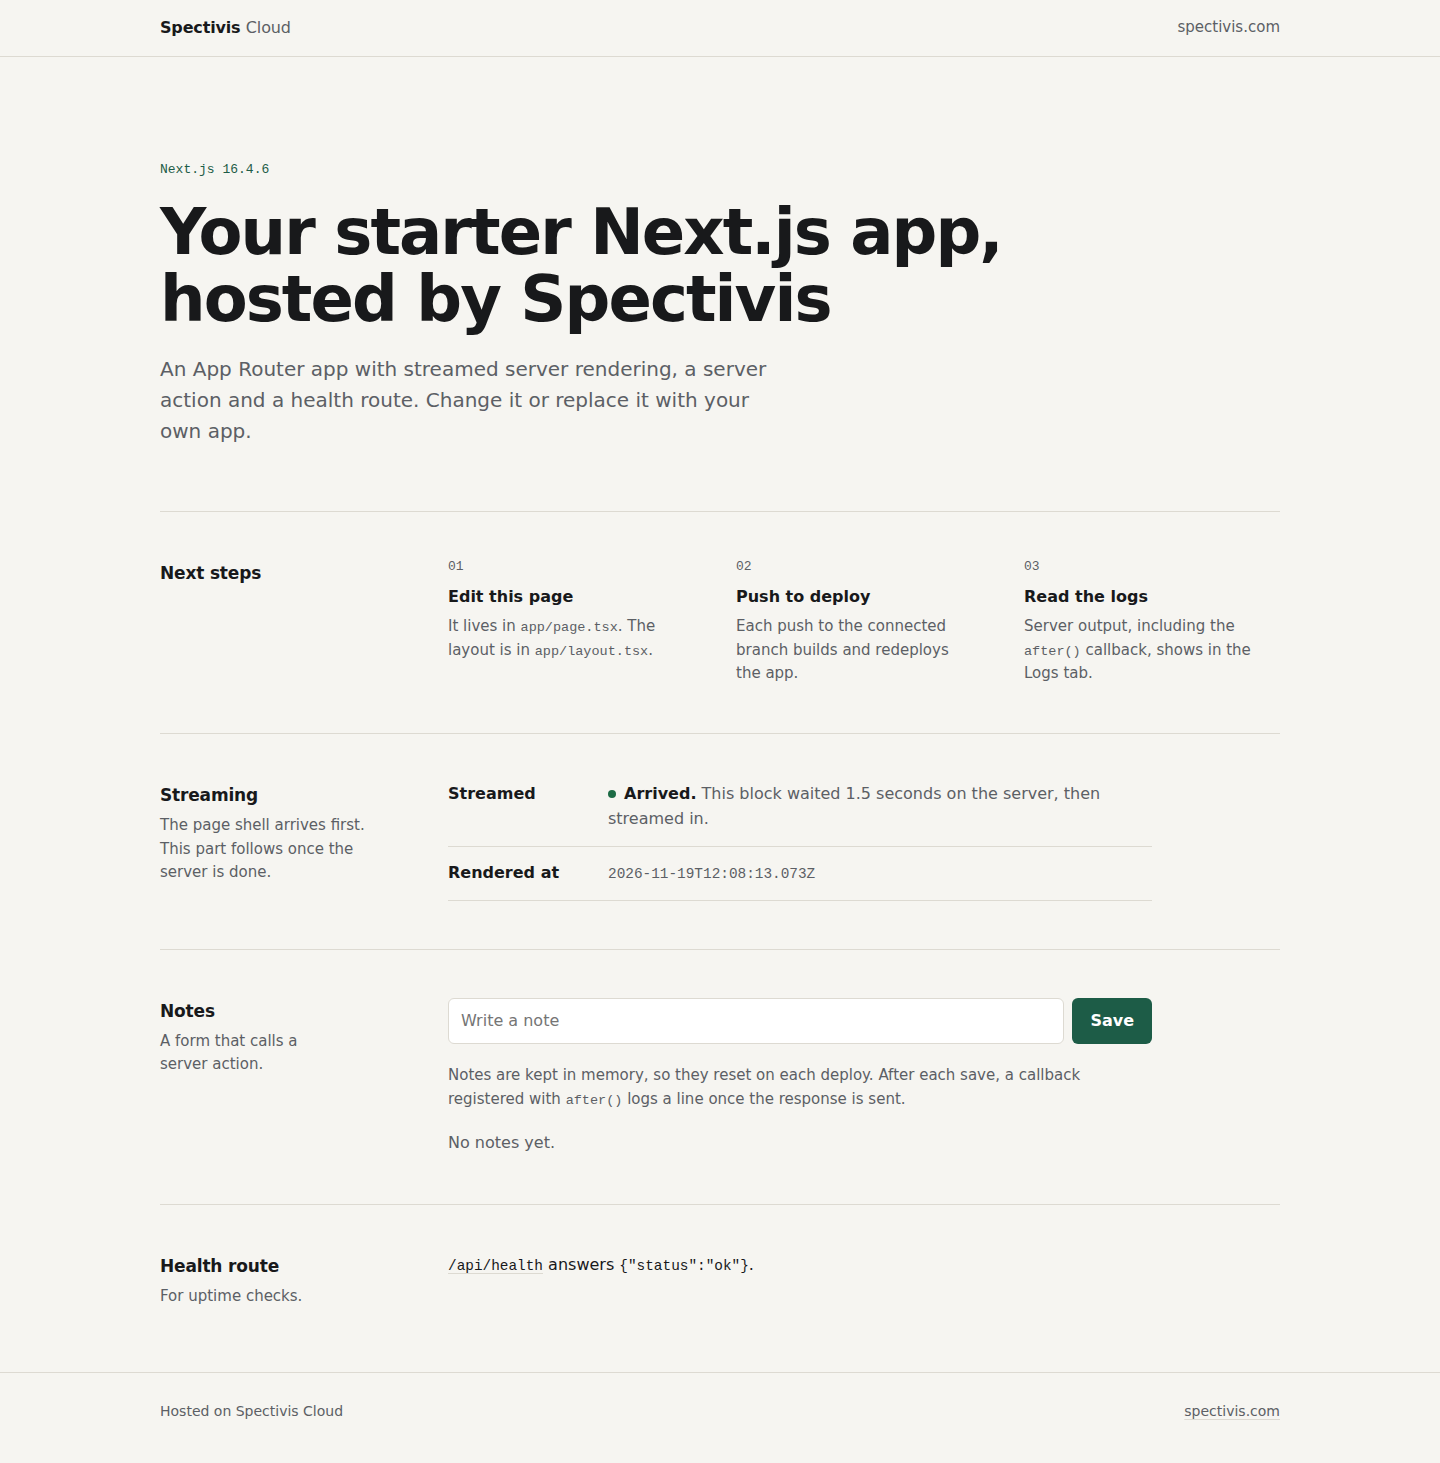 Spectivis Cloud
spectivis.com
Next.js 16.4.6
Your starter Next.js app,
hosted by Spectivis
An App Router app with streamed server rendering, a server
action and a health route. Change it or replace it with your
own app.
Next steps
01
Edit this page
It lives in app/page.tsx. The
layout is in app/layout.tsx.
02
Push to deploy
Each push to the connected
branch builds and redeploys
the app.
03
Read the logs
Server output, including the
after() callback, shows in the
Logs tab.
Streaming
The page shell arrives first.
This part follows once the
server is done.
Streamed
Arrived. This block waited 1.5 seconds on the server, then
streamed in.
Rendered at
2026-11-19T12:08:13.073Z
Notes
A form that calls a
server action.
Write a note
Save
Notes are kept in memory, so they reset on each deploy. After each save, a callback
registered with after() logs a line once the response is sent.
No notes yet.
Health route
For uptime checks.
/api/health answers {"status":"ok"}.
Hosted on Spectivis Cloud
spectivis.com